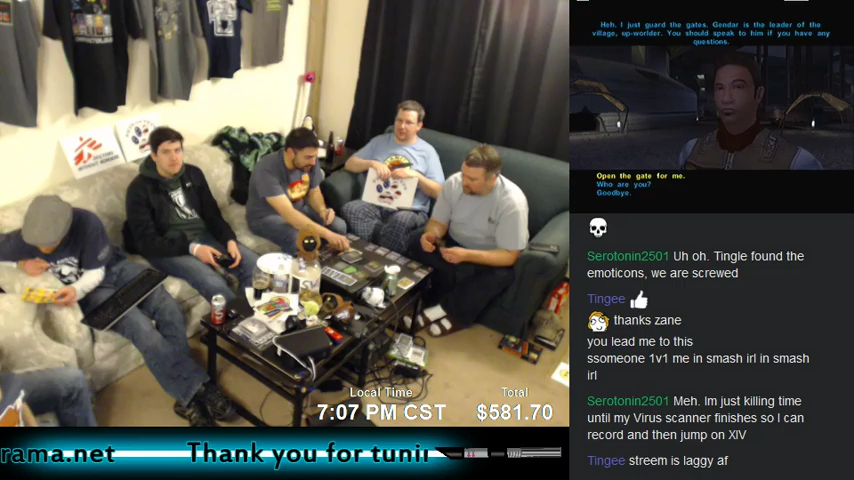 Heh. I just guard the gates. Gendar is the leader of the
village, up-worlder. You should speak to him if you have any
questions.
Open the gate for me.
Who are you?
Goodbye.
Serotonin2501 Uh oh. Tingle found the
emoticons, we are screwed
Tingee
thanks zane
you lead me to this
ssomeone 1v1 me in smash irl in smash
irl
Serotonin2501 Meh. Im just killing time
until my Virus scanner finishes so I can
record and then jump on XIV
Tingee streem is laggy af
Local Time
7:07 PM CST
Total
$581.70
rama.net Thank you for tunin